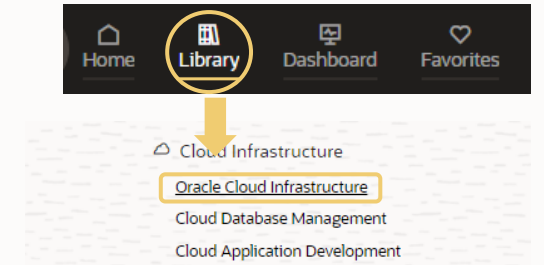 Home Library Dashboard Favorites
Cloud Infrastructure
Oracle Cloud Infrastructure
Cloud Database Management
Cloud Application Development